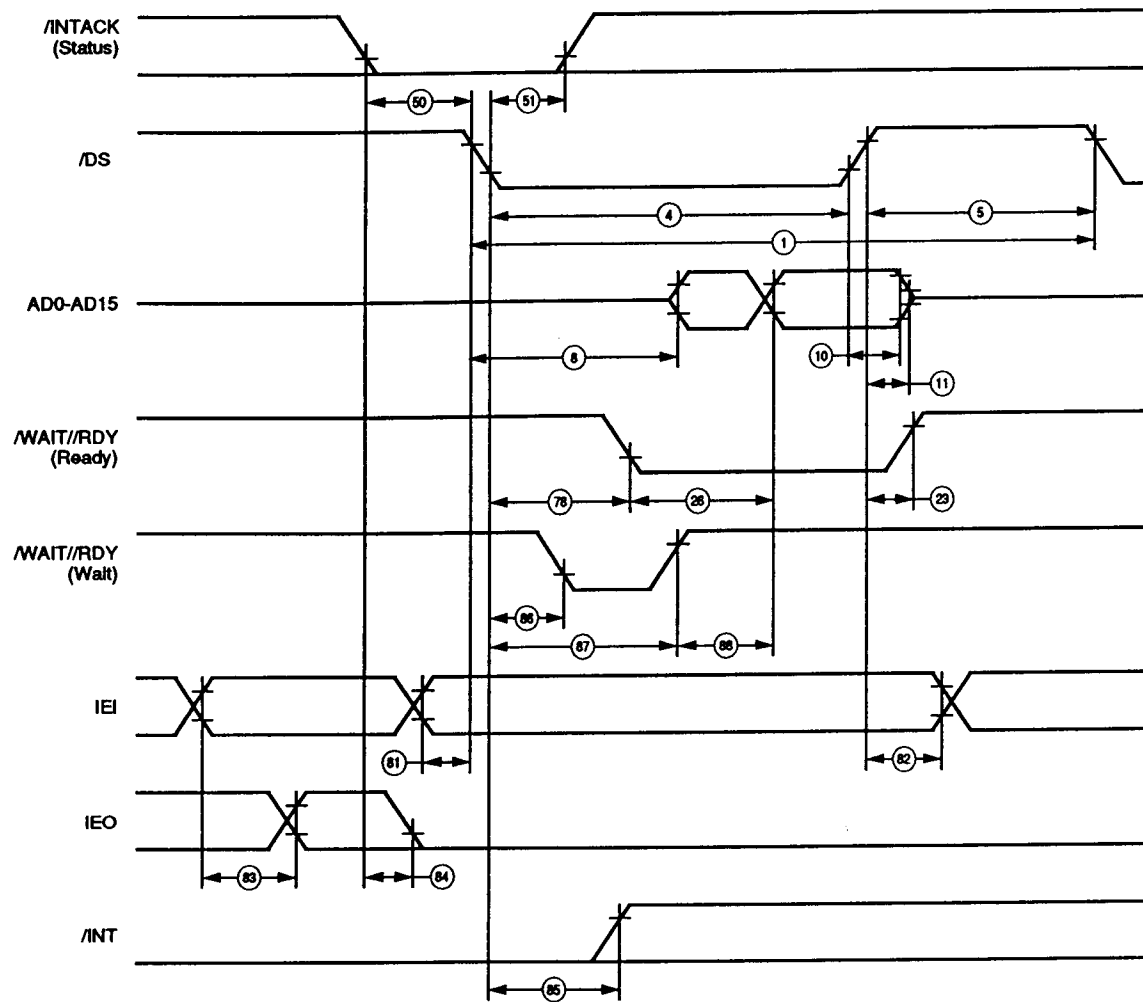 /INTACK
(Status)
50
51
/DS
4
5
1
AD0-AD15
8
10
11
/WAIT//RDY
(Ready)
78
26
23
/WAIT//RDY
(Wait)
86
87
88
IEI
81
82
IEO
83
84
/INT
85